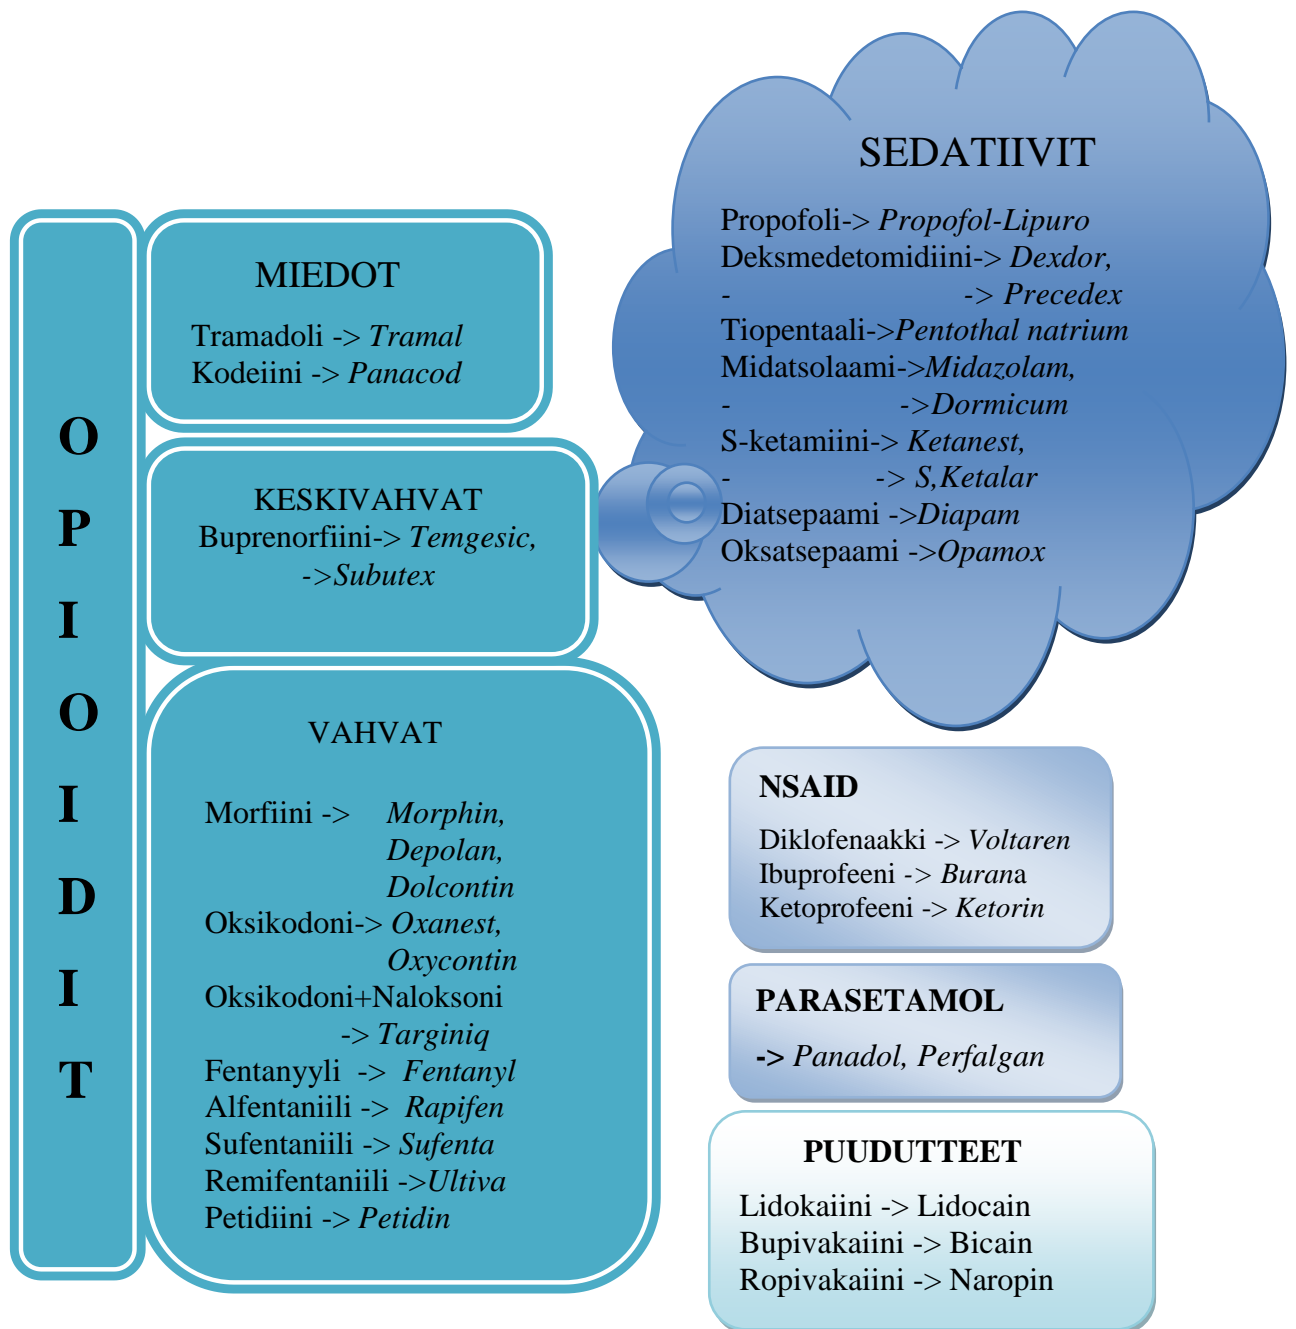 OPIOIDIT
MIEDOT
Tramadoli -> Tramal
Kodeiini -> Panacod
KESKIVAHVAT
Buprenorfiini-> Temgesic,
->Subutex
VAHVAT
Morfiini -> Morphin,
Depolan,
Dolcontin
Oksikodoni-> Oxanest,
Oxycontin
Oksikodoni+Naloksoni
-> Targiniq
Fentanyyli -> Fentanyl
Alfentaniili -> Rapifen
Sufentaniili -> Sufenta
Remifentaniili ->Ultiva
Petidiini -> Petidin
SEDATIIVIT
Propofoli-> Propofol-Lipuro
Deksmedetomidiini-> Dexdor,
- -> Precedex
Tiopentaali->Pentothal natrium
Midatsolaami->Midazolam,
- ->Dormicum
S-ketamiini-> Ketanest,
- -> S,Ketalar
Diatsepaami ->Diapam
Oksatsepaami ->Opamox
NSAID
Diklofenaakki -> Voltaren
Ibuprofeeni -> Burana
Ketoprofeeni -> Ketorin
PARASETAMOL
-> Panadol, Perfalgan
PUUDUTTEET
Lidokaiini -> Lidocain
Bupivakaiini -> Bicain
Ropivakaiini -> Naropin